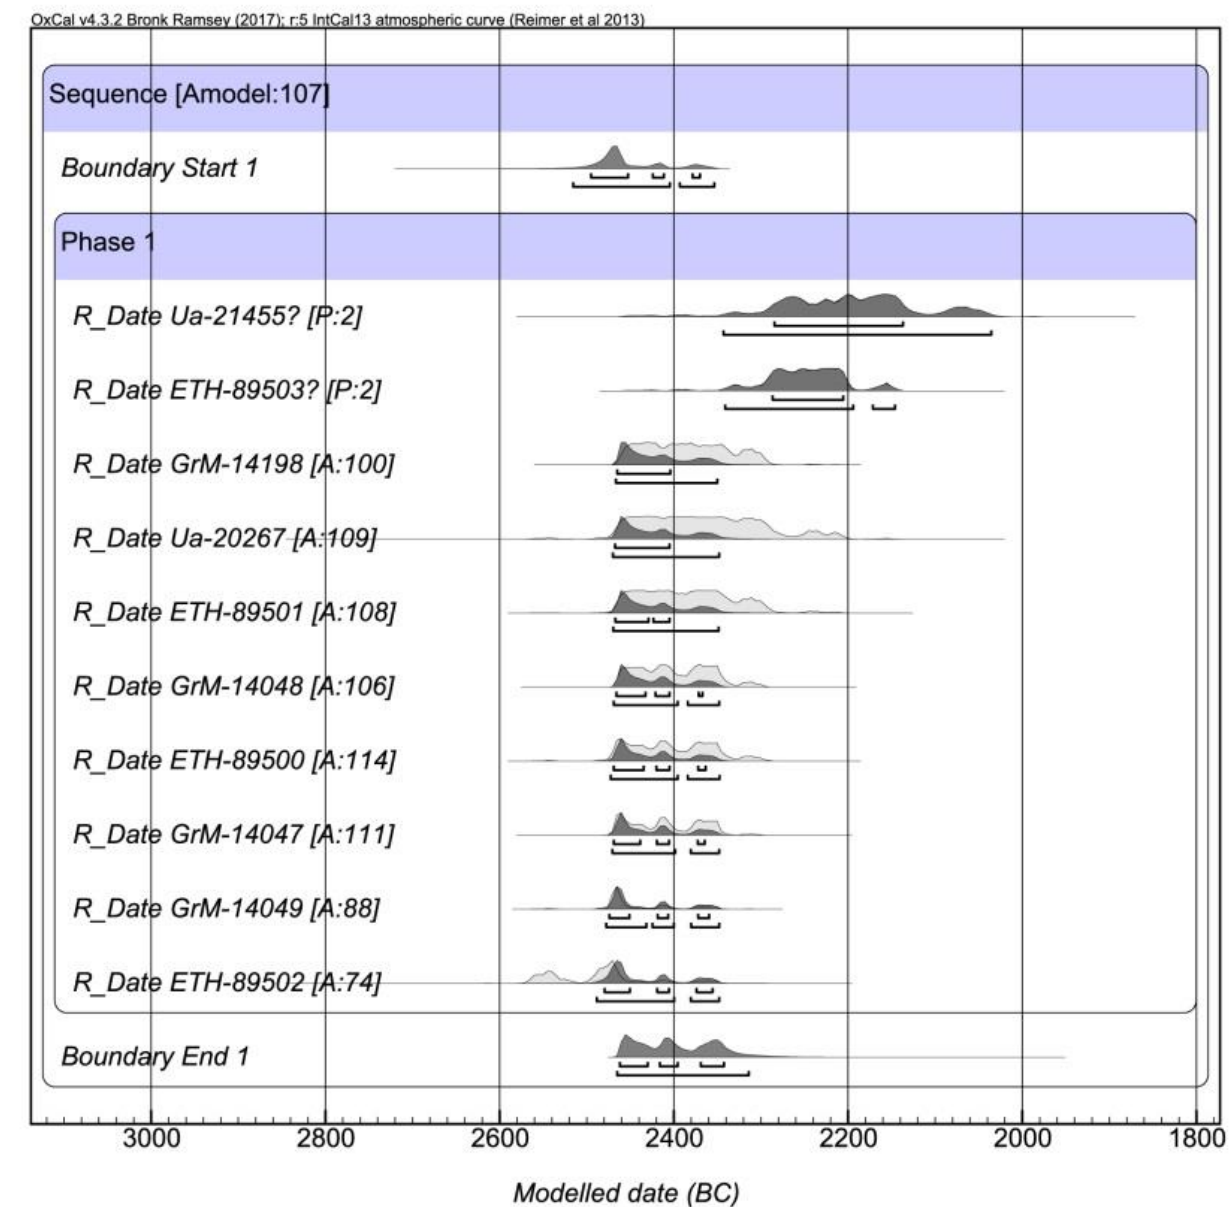 OxCal v4.3.2 Bronk Ramsey (2017); r:5 IntCal13 atmospheric curve (Reimer et al 2013)
Sequence [Amodel:107]
Boundary Start 1
Phase 1
R_Date Ua-21455? [P:2]
R_Date ETH-89503? [P:2]
R_Date GrM-14198 [A:100]
R_Date Ua-20267 [A:109]
R_Date ETH-89501 [A:108]
R_Date GrM-14048 [A:106]
R_Date ETH-89500 [A:114]
R_Date GrM-14047 [A:111]
R_Date GrM-14049 [A:88]
R_Date ETH-89502 [A:74]
Boundary End 1
3000 2800 2600 2400 2200 2000 1800
Modelled date (BC)